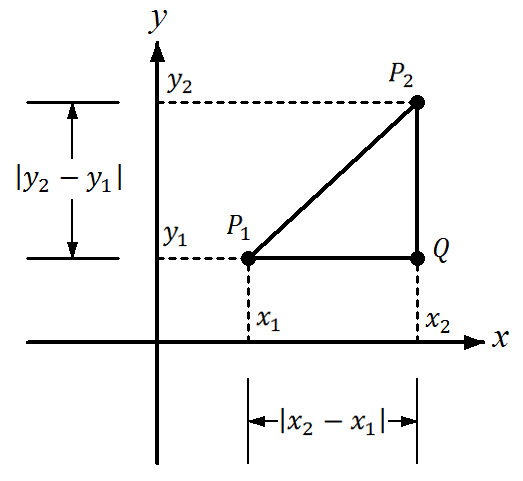 y
y₂
P₂
|y₂ − y₁|
y₁
P₁
Q
x₁
x₂
x
|x₂ − x₁|